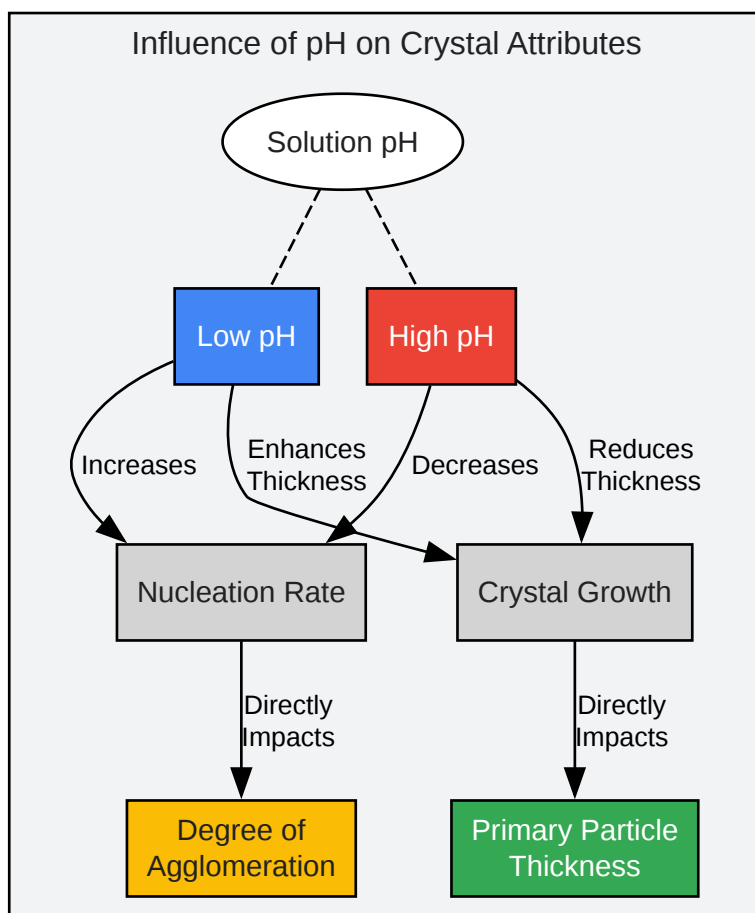 Influence of pH on Crystal Attributes
Solution pH
Low pH
High pH
Increases
Enhances
Thickness
Decreases
Reduces
Thickness
Nucleation Rate
Crystal Growth
Directly
Impacts
Directly
Impacts
Degree of
Agglomeration
Primary Particle
Thickness